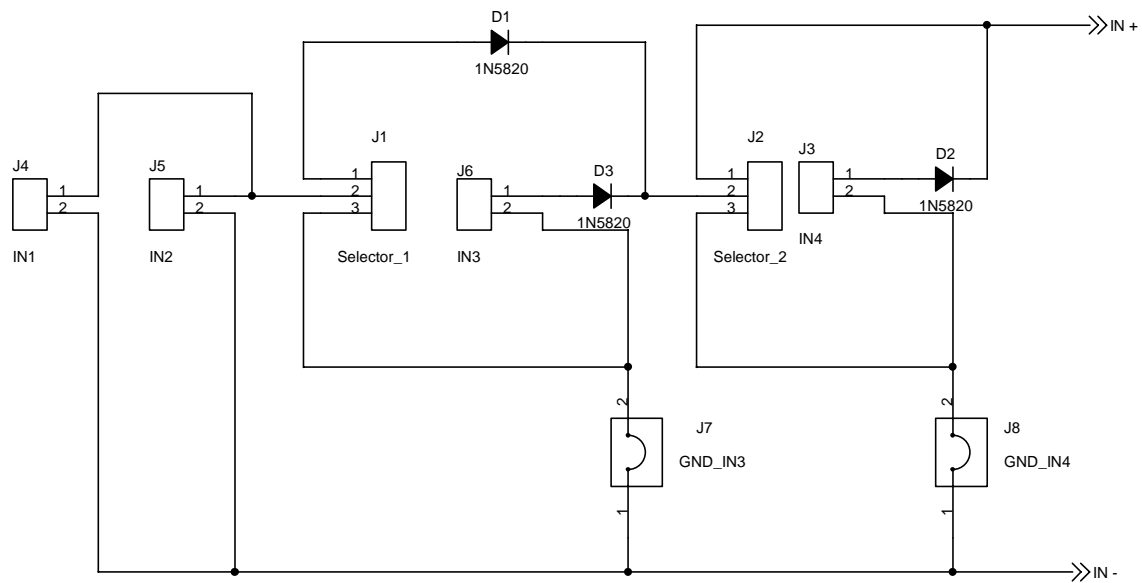 D1
1N5820
IN +
J4
1
2
IN1
J5
1
2
IN2
J1
1
2
3
Selector_1
J6
1
2
IN3
D3
1N5820
J2
1
2
3
Selector_2
J3
1
2
IN4
D2
1N5820
2
J7
GND_IN3
1
2
J8
GND_IN4
1
IN -